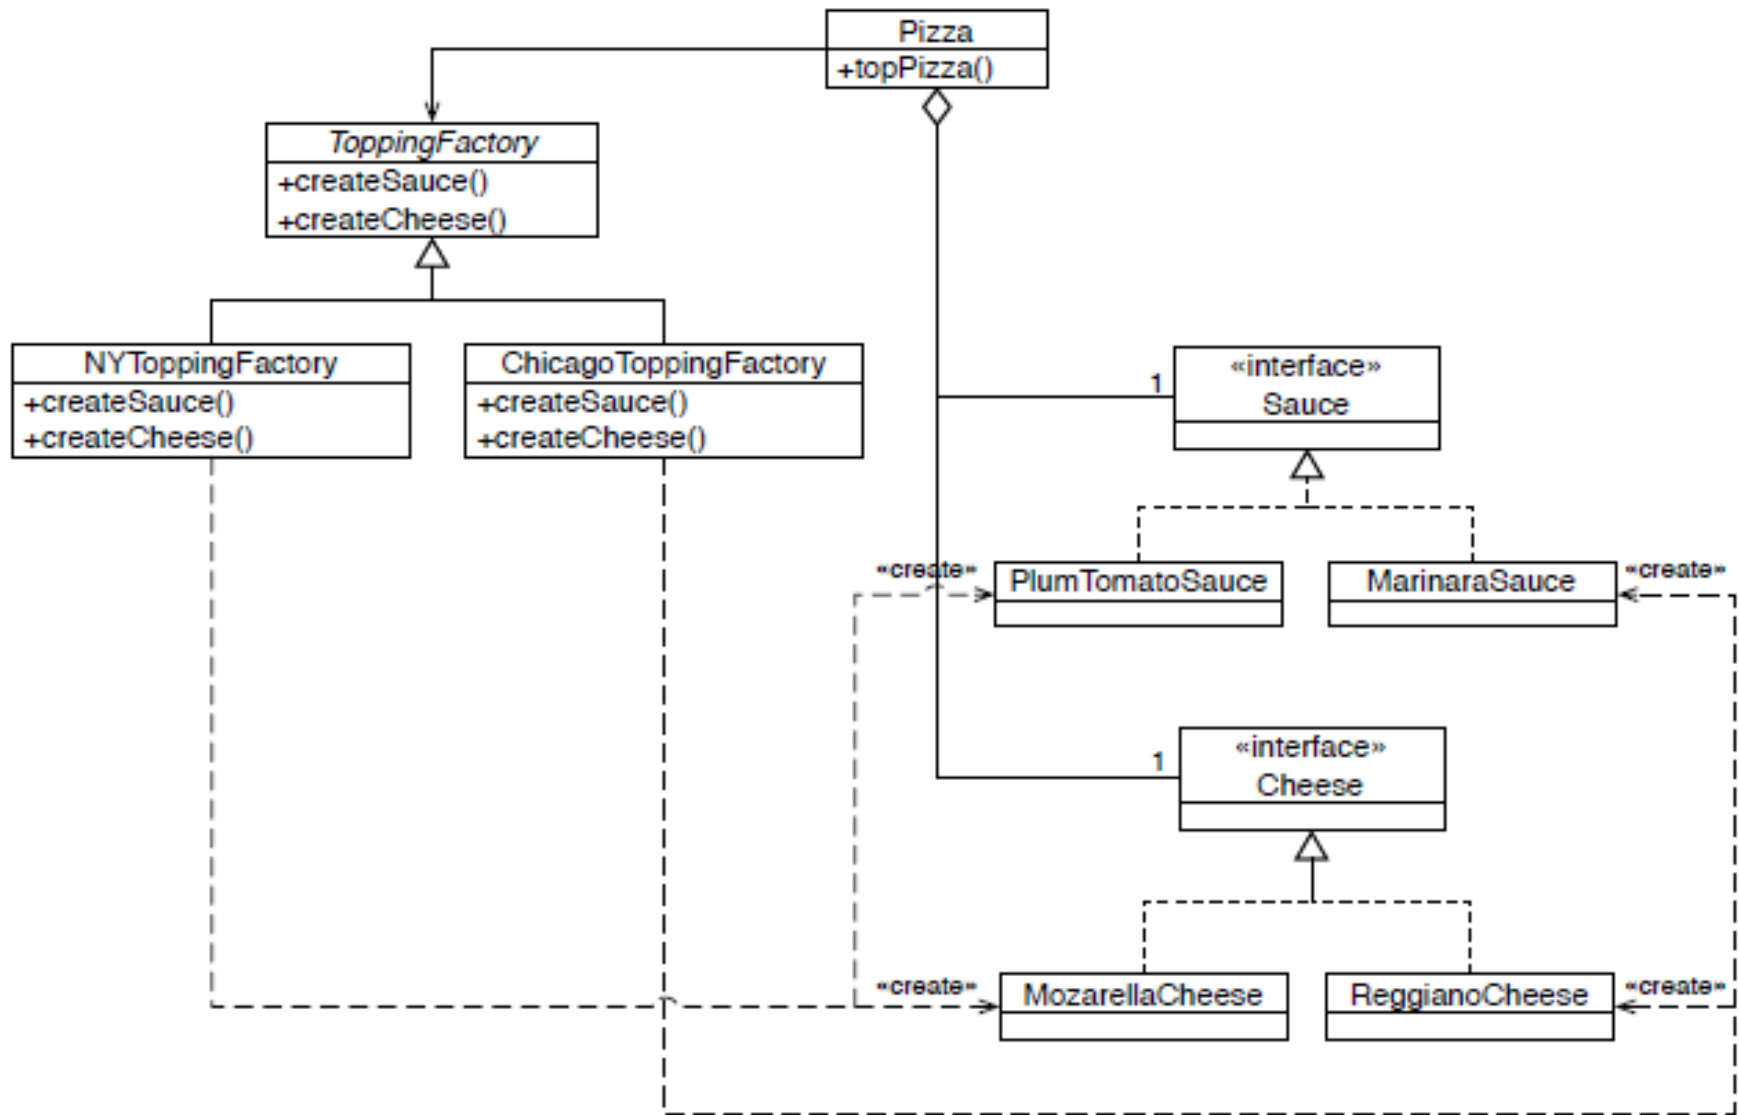 Pizza
+topPizza()
ToppingFactory
+createSauce()
+createCheese()
NYToppingFactory
+createSauce()
+createCheese()
ChicagoToppingFactory
+createSauce()
+createCheese()
1
«interface»
Sauce
«create»
PlumTomatoSauce
MarinaraSauce
«create»
1
«interface»
Cheese
«create»
MozarellaCheese
ReggianoCheese
«create»